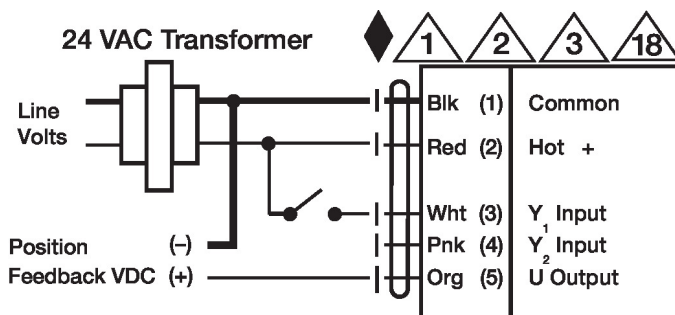 24 VAC Transformer
1 2 3 18
Line
Volts
Blk (1) Common
Red (2) Hot +
Wht (3) Y1 Input
Pnk (4) Y2 Input
Org (5) U Output
Position (–)
Feedback VDC (+)